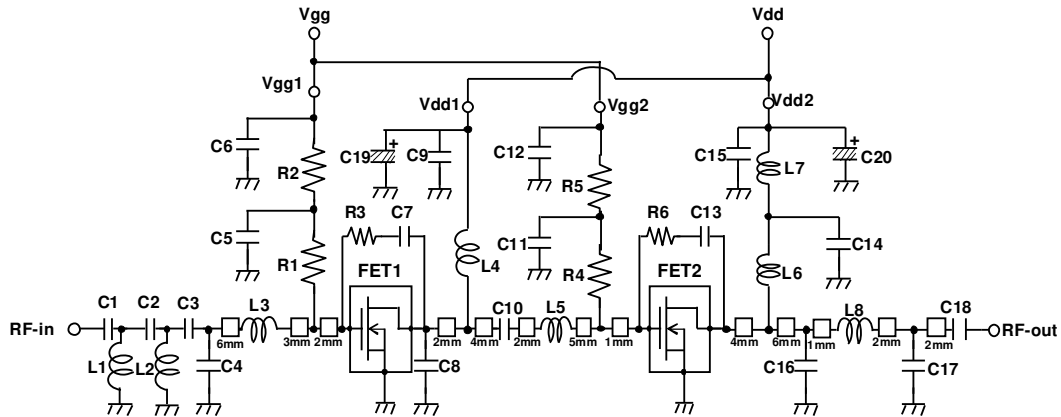 Vgg Vdd
Vgg1 Vdd1 Vgg2 Vdd2
C6 C19 + C9 C12 C15 + C20
R2 R5 L7
C5 R3 C7 C11 R6 C13 C14
R1 FET1 L4 R4 FET2 L6
RF-in C1 C2 C3 L3 C10 L5 L8 C18 RF-out
6mm 3mm 2mm 2mm 4mm 2mm 5mm 1mm 4mm 6mm 1mm 2mm 2mm
L1 L2 C4 C8 C16 C17